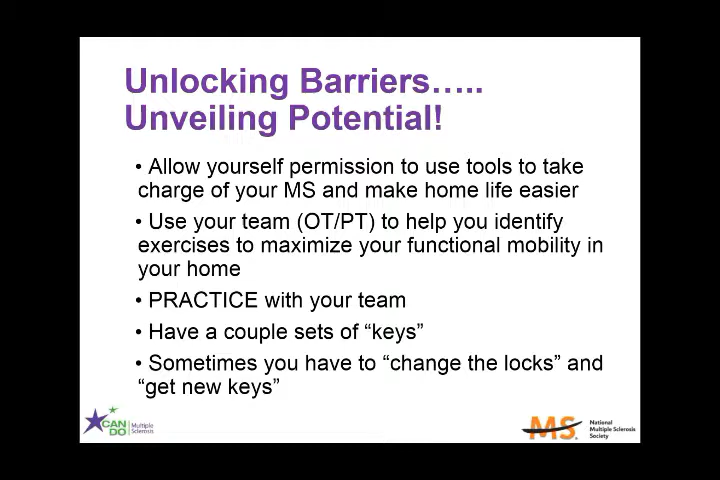 Unlocking Barriers…..
Unveiling Potential!
• Allow yourself permission to use tools to take
charge of your MS and make home life easier
• Use your team (OT/PT) to help you identify
exercises to maximize your functional mobility in
your home
• PRACTICE with your team
• Have a couple sets of “keys”
• Sometimes you have to “change the locks” and
“get new keys”
CAN DO
Multiple
Sclerosis
MS
National
Multiple Sclerosis
Society